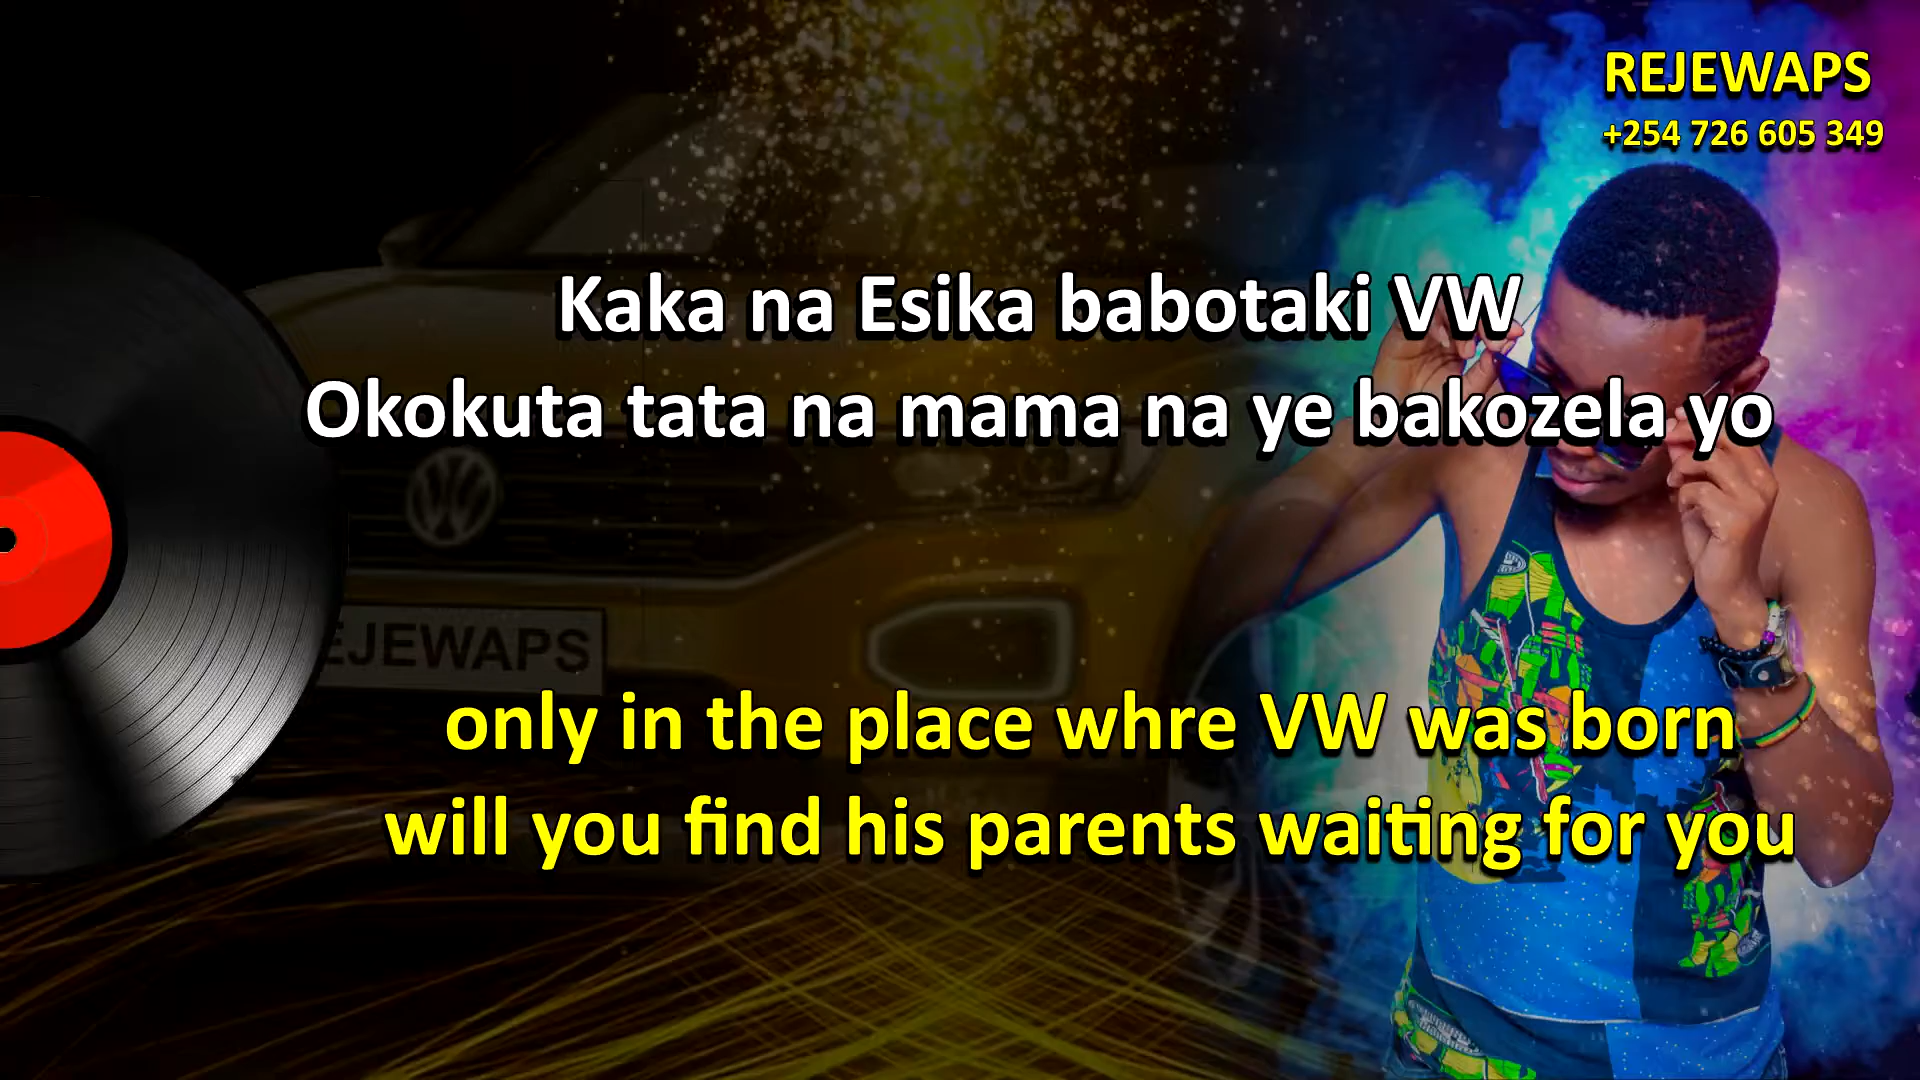 REJEWAPS
+254 726 605 349
Kaka na Esika babotaki VW
Okokuta tata na mama na ye bakozela yo
EJEWAPS
only in the place whre VW was born
will you find his parents waiting for you